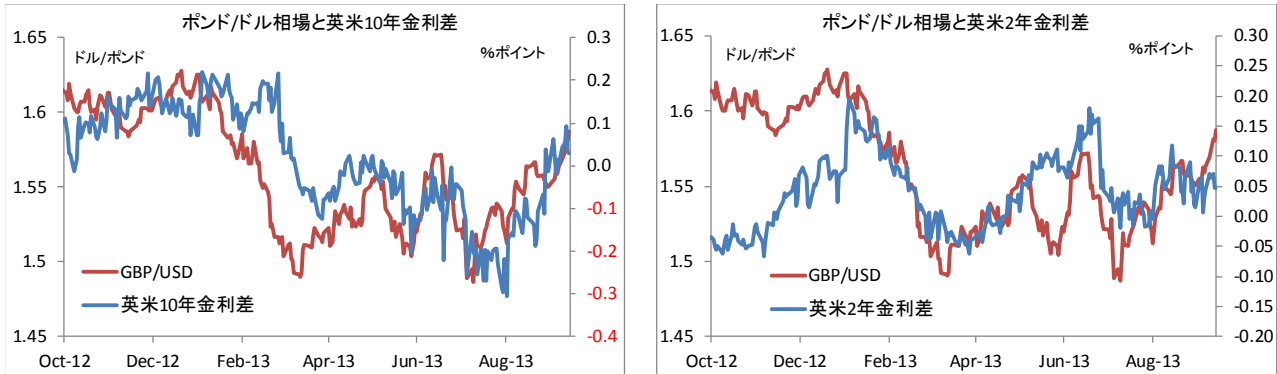 ポンド/ドル相場と英米10年金利差
ドル/ポンド
%ポイント
1.65
1.6
1.55
1.5
1.45
0.3
0.2
0.1
0.0
-0.1
-0.2
-0.3
-0.4
GBP/USD
英米10年金利差
Oct-12 Dec-12 Feb-13 Apr-13 Jun-13 Aug-13
ポンド/ドル相場と英米2年金利差
ドル/ポンド
%ポイント
1.65
1.6
1.55
1.5
1.45
0.30
0.25
0.20
0.15
0.10
0.05
0.00
-0.05
-0.10
-0.15
-0.20
GBP/USD
英米2年金利差
Oct-12 Dec-12 Feb-13 Apr-13 Jun-13 Aug-13